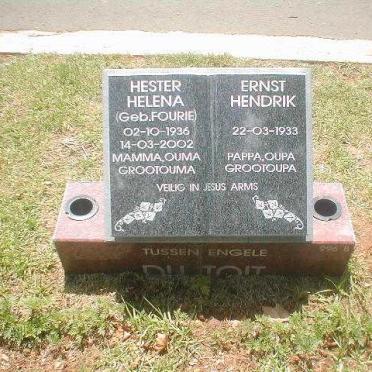 HESTER
HELENA
(Geb.FOURIE)
02-10-1936
14-03-2002
MAMMA,OUMA
GROOTOUMA
ERNST
HENDRIK
22-03-1933
PAPPA,OUPA
GROOTOUPA
VEILIG IN JESUS ARMS
TUSSEN ENGELE
DU TOIT